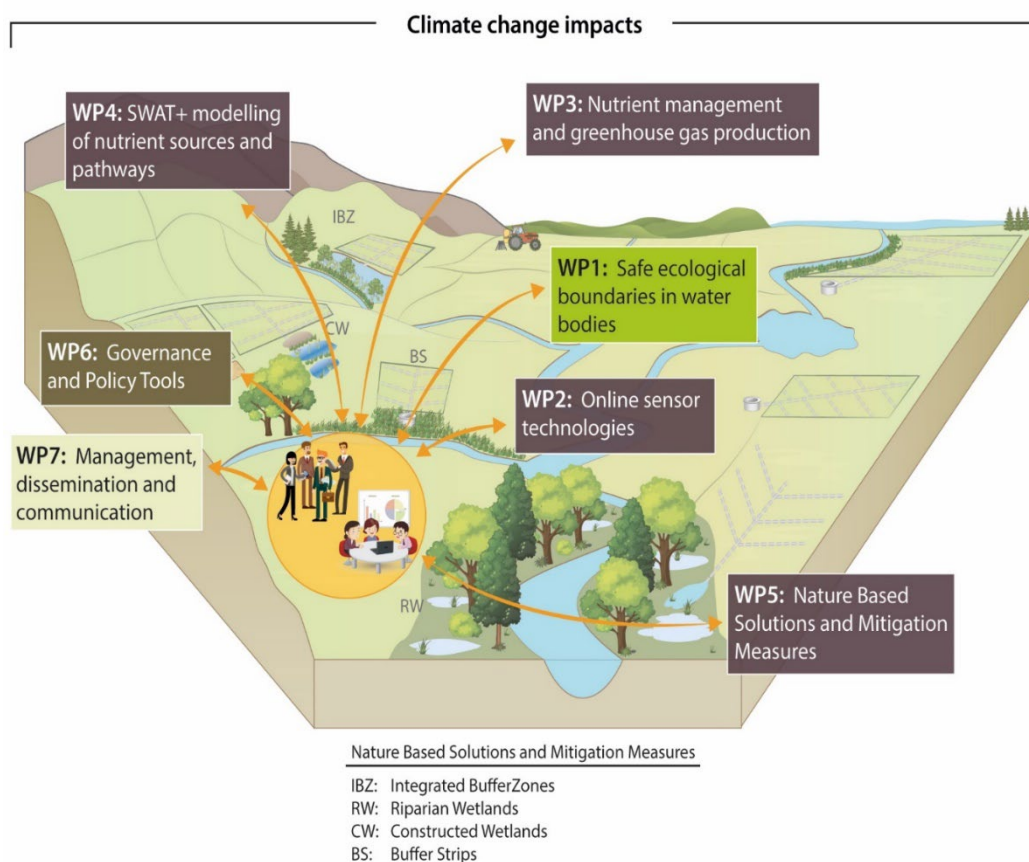 Climate change impacts
WP4: SWAT+ modelling
of nutrient sources and
pathways
WP3: Nutrient management
and greenhouse gas production
IBZ
WP1: Safe ecological
boundaries in water
bodies
CW
WP6: Governance
and Policy Tools
BS
WP2: Online sensor
technologies
WP7: Management,
dissemination and
communication
RW
WP5: Nature Based
Solutions and Mitigation
Measures
Nature Based Solutions and Mitigation Measures
IBZ: Integrated BufferZones
RW: Riparian Wetlands
CW: Constructed Wetlands
BS: Buffer Strips